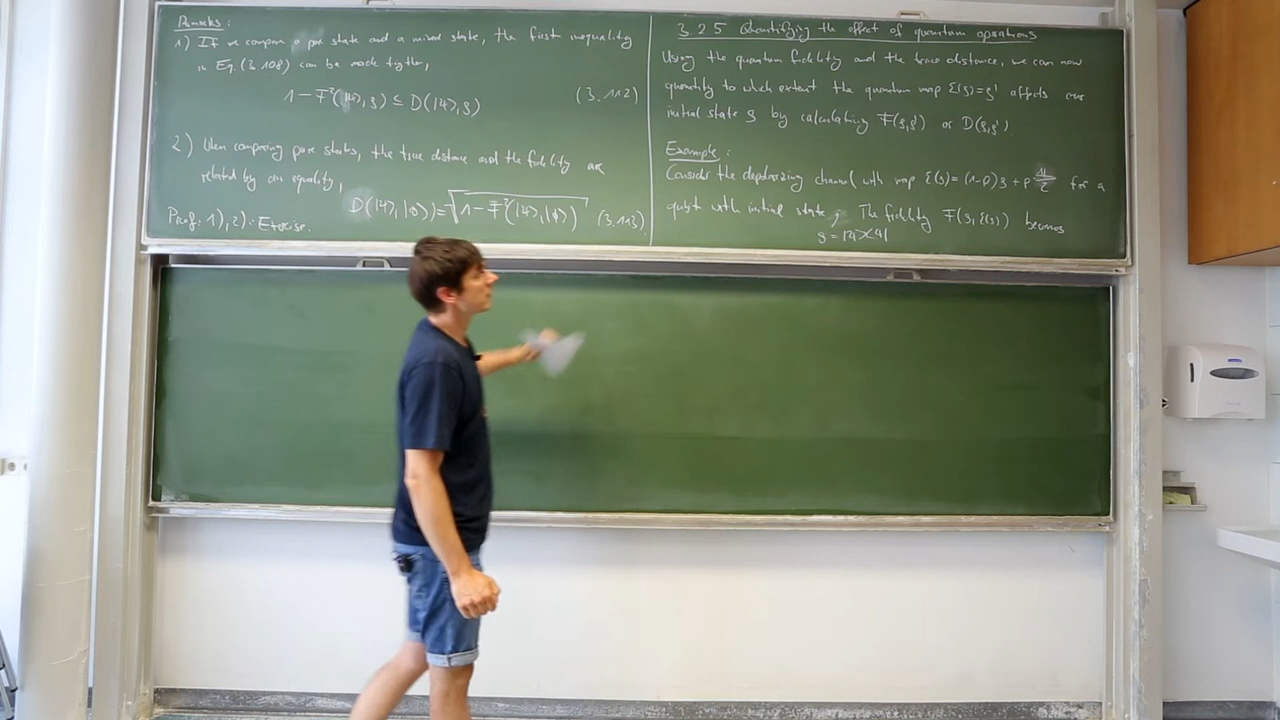 Remarks:
1) If we compare a pure state and a mixed state, the first inequality
in Eq. (3.108) can be made tighter,
1 - F²(|ψ⟩, ρ) ≤ D(|ψ⟩, ρ) (3.112)
2) When comparing pure states, the trace distance and the fidelity are
related by an equality,
D(|ψ⟩, |φ⟩) = √(1 - F²(|ψ⟩, |φ⟩)) (3.113)
Proof: 1), 2): Exercise.
3.2.5 Quantifying the effect of quantum operations
Using the quantum fidelity and the trace distance, we can now
quantify to which extent the quantum map ℰ(ρ) = ρ' affects our
initial state ρ by calculating F(ρ, ρ') or D(ρ, ρ').
Example:
Consider the depolarizing channel with map ℰ(ρ) = (1-p)ρ + p 𝟙/2 for a
qubit with initial state, The fidelity F(ρ, ℰ(ρ)) becomes
ρ = |ψ⟩⟨ψ|